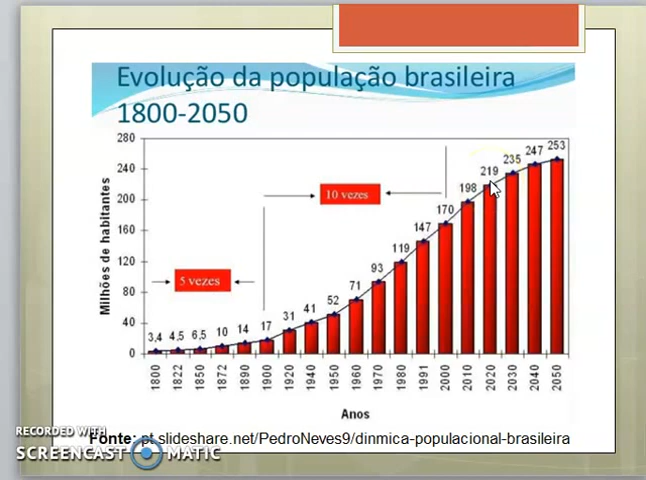 Evolução da população brasileira
1800-2050
Milhões de habitantes
280
240
200
160
120
80
40
0
5 vezes
10 vezes
3,4 4,5 6,5 10 14 17 31 41 52 71 93 119 147 170 198 219 235 247 253
1800 1822 1850 1872 1890 1900 1920 1940 1950 1960 1970 1980 1991 2000 2010 2020 2030 2040 2050
Anos
Fonte: pt.slideshare.net/PedroNeves9/dinmica-populacional-brasileira
RECORDED WITH
SCREENCAST MATIC